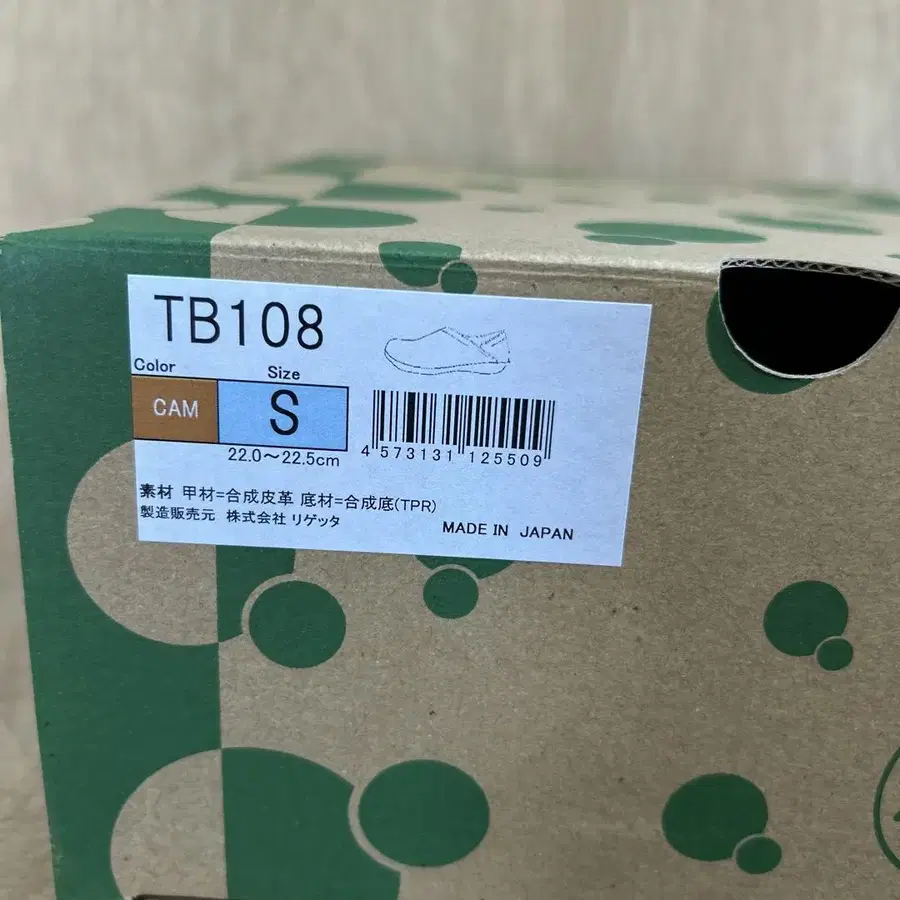 TB108
Color
Size
CAM
S
22.0～22.5cm
4 573131 125509
素材 甲材=合成皮革 底材=合成底(TPR)
製造販売元 株式会社 リゲッタ
MADE IN JAPAN